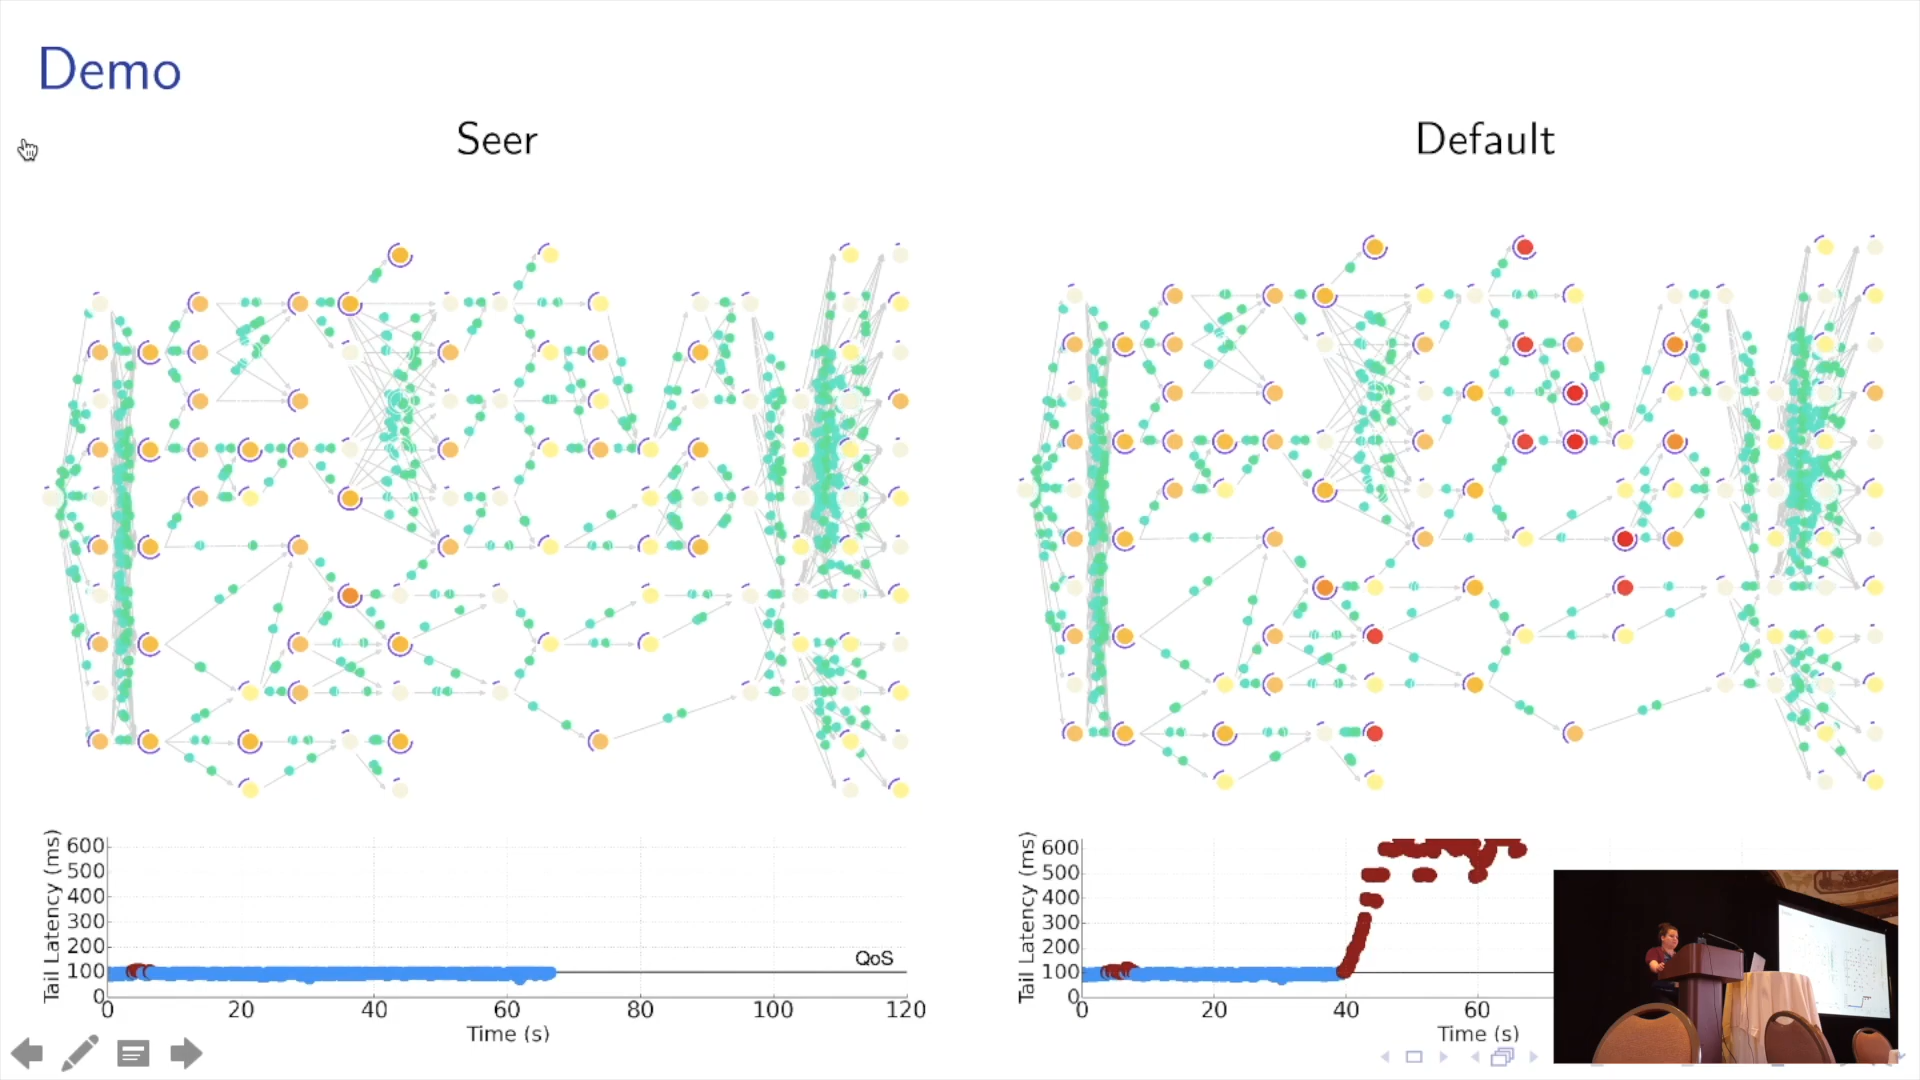 Demo
Seer
Default
Tail Latency (ms)
600
500
400
300
200
100
0
QoS
0 20 40 60 80 100 120
Time (s)
Tail Latency (ms)
600
500
400
300
200
100
0
0 20 40 60
Time (s)